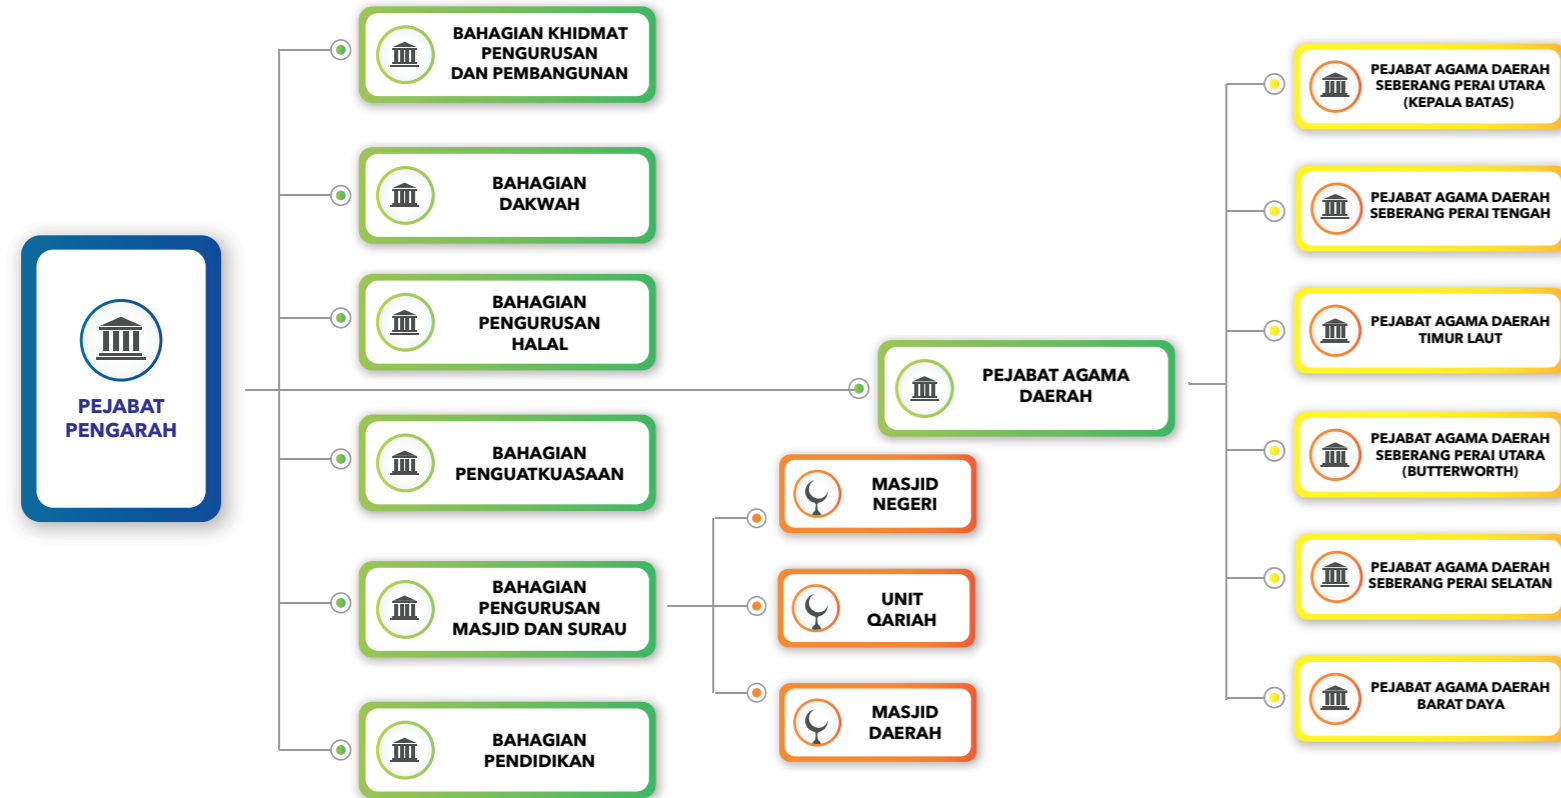 PEJABAT
PENGARAH
BAHAGIAN KHIDMAT
PENGURUSAN
DAN PEMBANGUNAN
BAHAGIAN
DAKWAH
BAHAGIAN
PENGURUSAN
HALAL
BAHAGIAN
PENGUATKUASAAN
BAHAGIAN
PENGURUSAN
MASJID DAN SURAU
BAHAGIAN
PENDIDIKAN
MASJID
NEGERI
UNIT
QARIAH
MASJID
DAERAH
PEJABAT AGAMA
DAERAH
PEJABAT AGAMA DAERAH
SEBERANG PERAI UTARA
(KEPALA BATAS)
PEJABAT AGAMA DAERAH
SEBERANG PERAI TENGAH
PEJABAT AGAMA DAERAH
TIMUR LAUT
PEJABAT AGAMA DAERAH
SEBERANG PERAI UTARA
(BUTTERWORTH)
PEJABAT AGAMA DAERAH
SEBERANG PERAI SELATAN
PEJABAT AGAMA DAERAH
BARAT DAYA